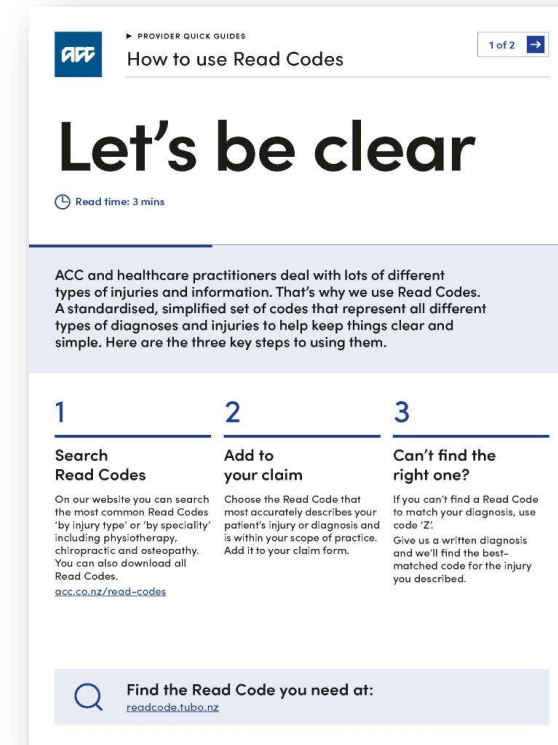 ACC
PROVIDER QUICK GUIDES
How to use Read Codes
1 of 2
Let's be clear
Read time: 3 mins
ACC and healthcare practitioners deal with lots of different
types of injuries and information. That's why we use Read Codes.
A standardised, simplified set of codes that represent all different
types of diagnoses and injuries to help keep things clear and
simple. Here are the three key steps to using them.
1
Search
Read Codes
On our website you can search
the most common Read Codes
'by injury type' or 'by speciality'
including physiotherapy,
chiropractic and osteopathy.
You can also download all
Read Codes.
acc.co.nz/read-codes
2
Add to
your claim
Choose the Read Code that
most accurately describes your
patient's injury or diagnosis and
is within your scope of practice.
Add it to your claim form.
3
Can't find the
right one?
If you can't find a Read Code
to match your diagnosis, use
code 'Z'.
Give us a written diagnosis
and we'll find the best-
matched code for the injury
you described.
Find the Read Code you need at:
readcode.tubo.nz